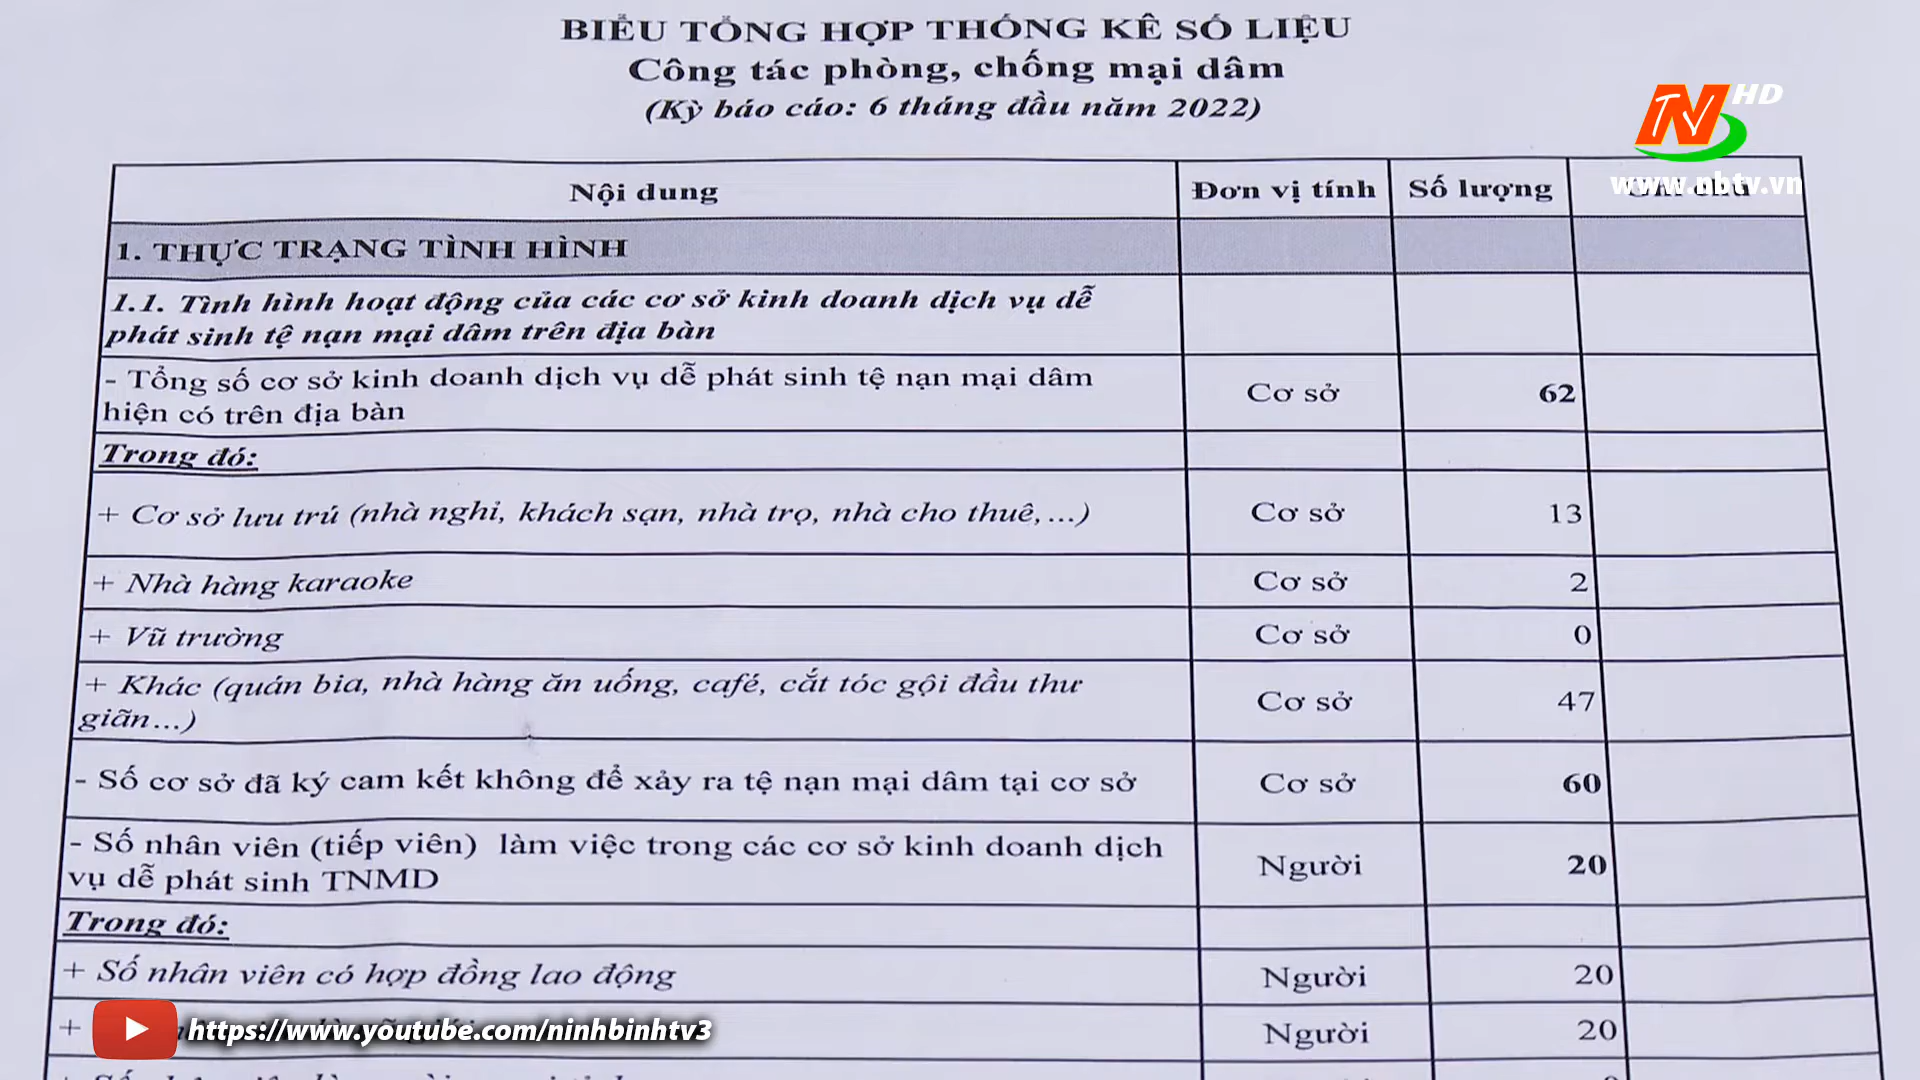 BIỂU TỔNG HỢP THỐNG KÊ SỐ LIỆU
Công tác phòng, chống mại dâm
(Kỳ báo cáo: 6 tháng đầu năm 2022)
NTV HD
www.nbtv.vn
Nội dung Đơn vị tính Số lượng
1. THỰC TRẠNG TÌNH HÌNH
1.1. Tình hình hoạt động của các cơ sở kinh doanh dịch vụ dễ
phát sinh tệ nạn mại dâm trên địa bàn
- Tổng số cơ sở kinh doanh dịch vụ dễ phát sinh tệ nạn mại dâm
hiện có trên địa bàn Cơ sở 62
Trong đó:
+ Cơ sở lưu trú (nhà nghỉ, khách sạn, nhà trọ, nhà cho thuê,...) Cơ sở 13
+ Nhà hàng karaoke Cơ sở 2
+ Vũ trường Cơ sở 0
+ Khác (quán bia, nhà hàng ăn uống, café, cắt tóc gội đầu thư
giãn...) Cơ sở 47
- Số cơ sở đã ký cam kết không để xảy ra tệ nạn mại dâm tại cơ sở Cơ sở 60
- Số nhân viên (tiếp viên) làm việc trong các cơ sở kinh doanh dịch
vụ dễ phát sinh TNMD Người 20
Trong đó:
+ Số nhân viên có hợp đồng lao động Người 20
+ Người 20
https://www.youtube.com/ninhbinhtv3